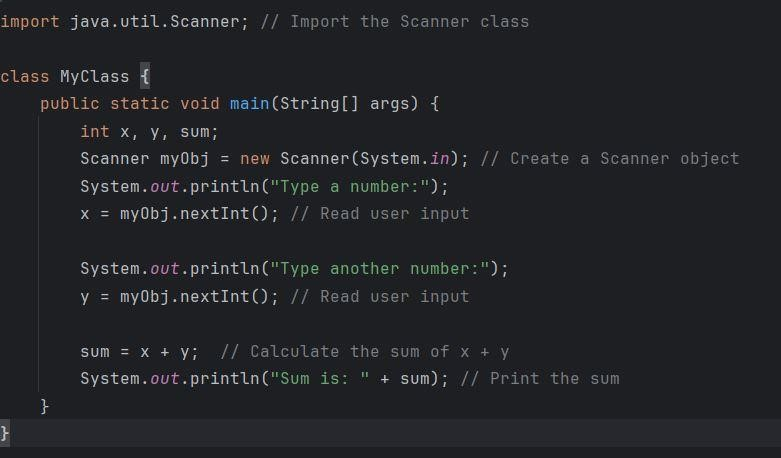 import java.util.Scanner; // Import the Scanner class
class MyClass {
    public static void main(String[] args) {
        int x, y, sum;
        Scanner myObj = new Scanner(System.in); // Create a Scanner object
        System.out.println("Type a number:");
        x = myObj.nextInt(); // Read user input
        System.out.println("Type another number:");
        y = myObj.nextInt(); // Read user input
        sum = x + y;  // Calculate the sum of x + y
        System.out.println("Sum is: " + sum); // Print the sum
    }
}